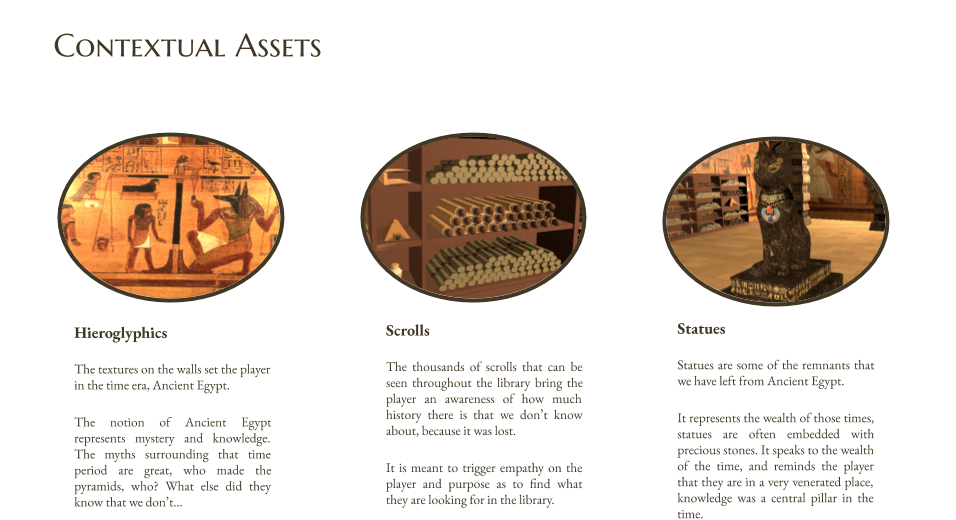 Contextual Assets
Hieroglyphics
The textures on the walls set the player
in the time era, Ancient Egypt.
The notion of Ancient Egypt
represents mystery and knowledge.
The myths surrounding that time
period are great, who made the
pyramids, who? What else did they
know that we don't...
Scrolls
The thousands of scrolls that can be
seen throughout the library bring the
player an awareness of how much
history there is that we don't know
about, because it was lost.
It is meant to trigger empathy on the
player and purpose as to find what
they are looking for in the library.
Statues
Statues are some of the remnants that
we have left from Ancient Egypt.
It represents the wealth of those times,
statues are often embedded with
precious stones. It speaks to the wealth
of the time, and reminds the player
that they are in a very venerated place,
knowledge was a central pillar in the
time.